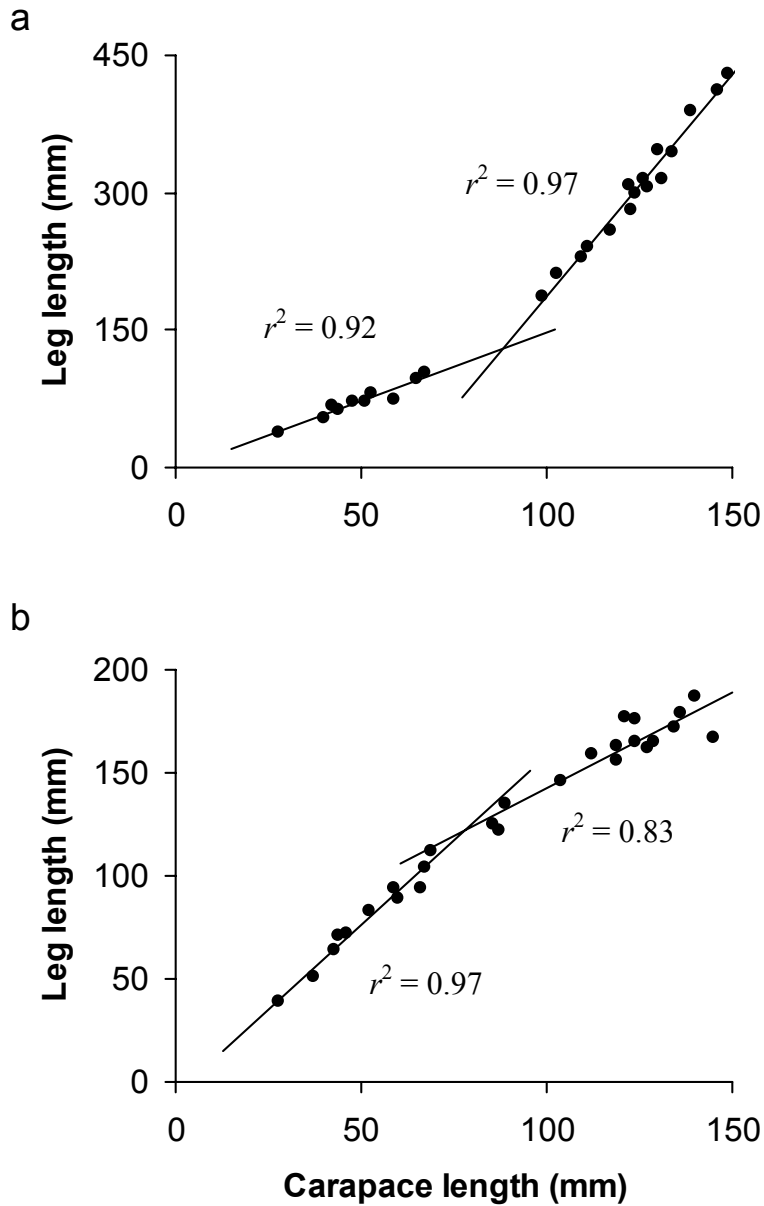 a
450
300
150
0
Leg length (mm)
r² = 0.97
r² = 0.92
0 50 100 150
b
200
150
100
50
0
Leg length (mm)
r² = 0.83
r² = 0.97
0 50 100 150
Carapace length (mm)